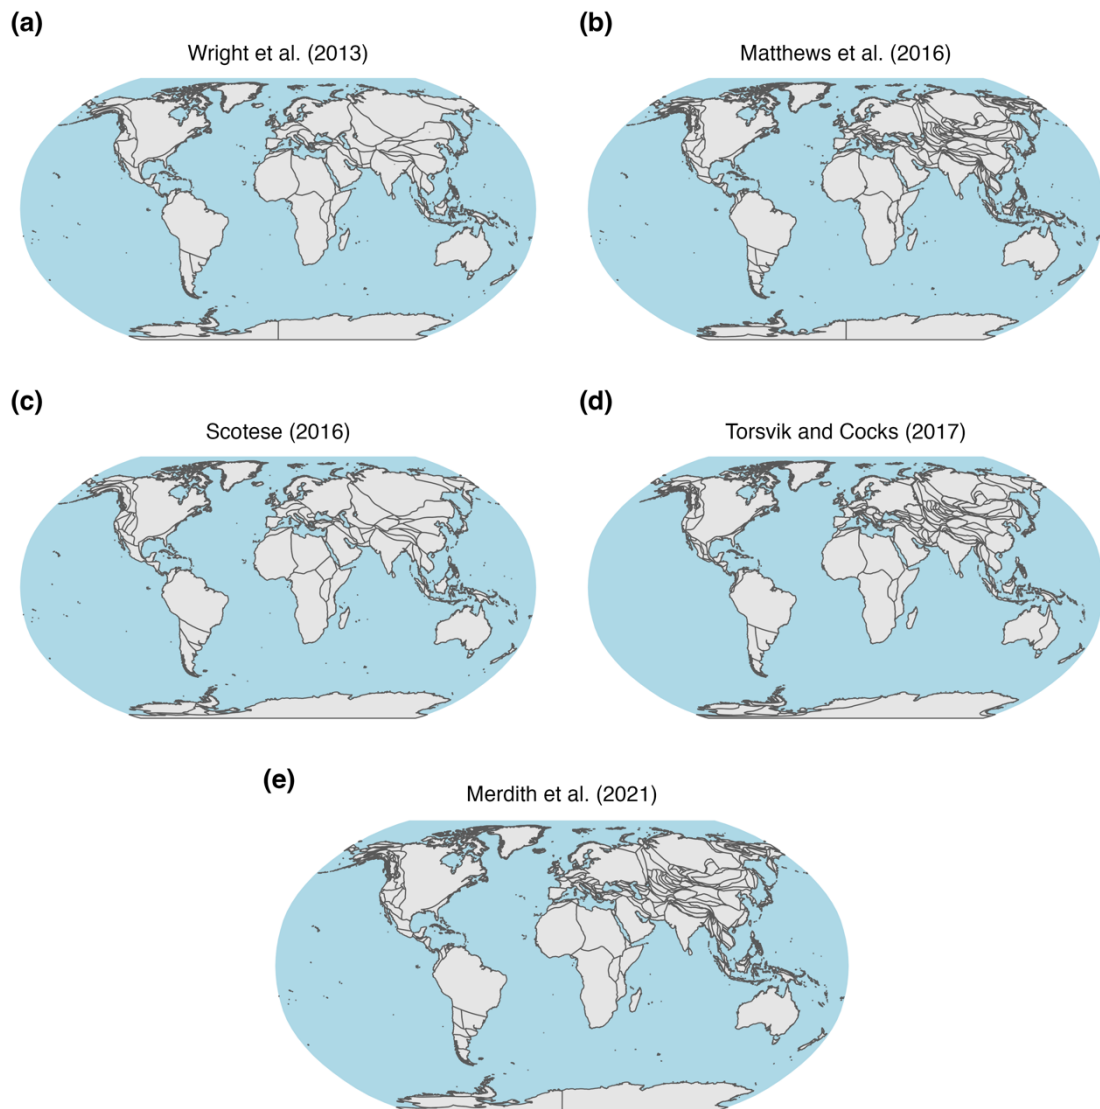 (a)
Wright et al. (2013)
(b)
Matthews et al. (2016)
(c)
Scotese (2016)
(d)
Torsvik and Cocks (2017)
(e)
Merdith et al. (2021)